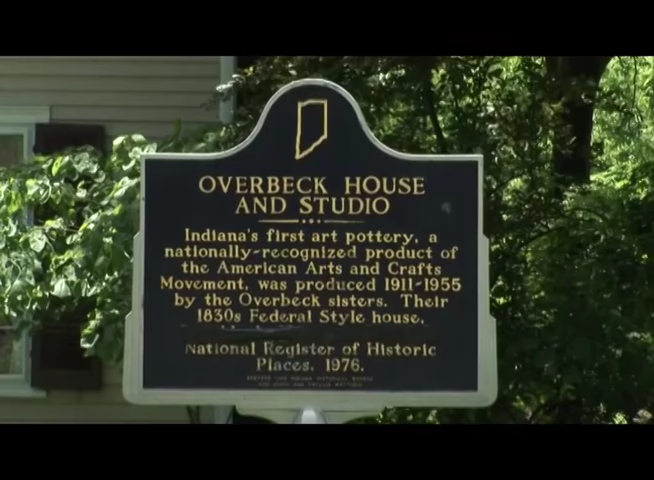 OVERBECK HOUSE
AND STUDIO
Indiana's first art pottery, a
nationally-recognized product of
the American Arts and Crafts
Movement, was produced 1911-1955
by the Overbeck sisters. Their
1830s Federal Style house,
National Register of Historic
Places, 1976.